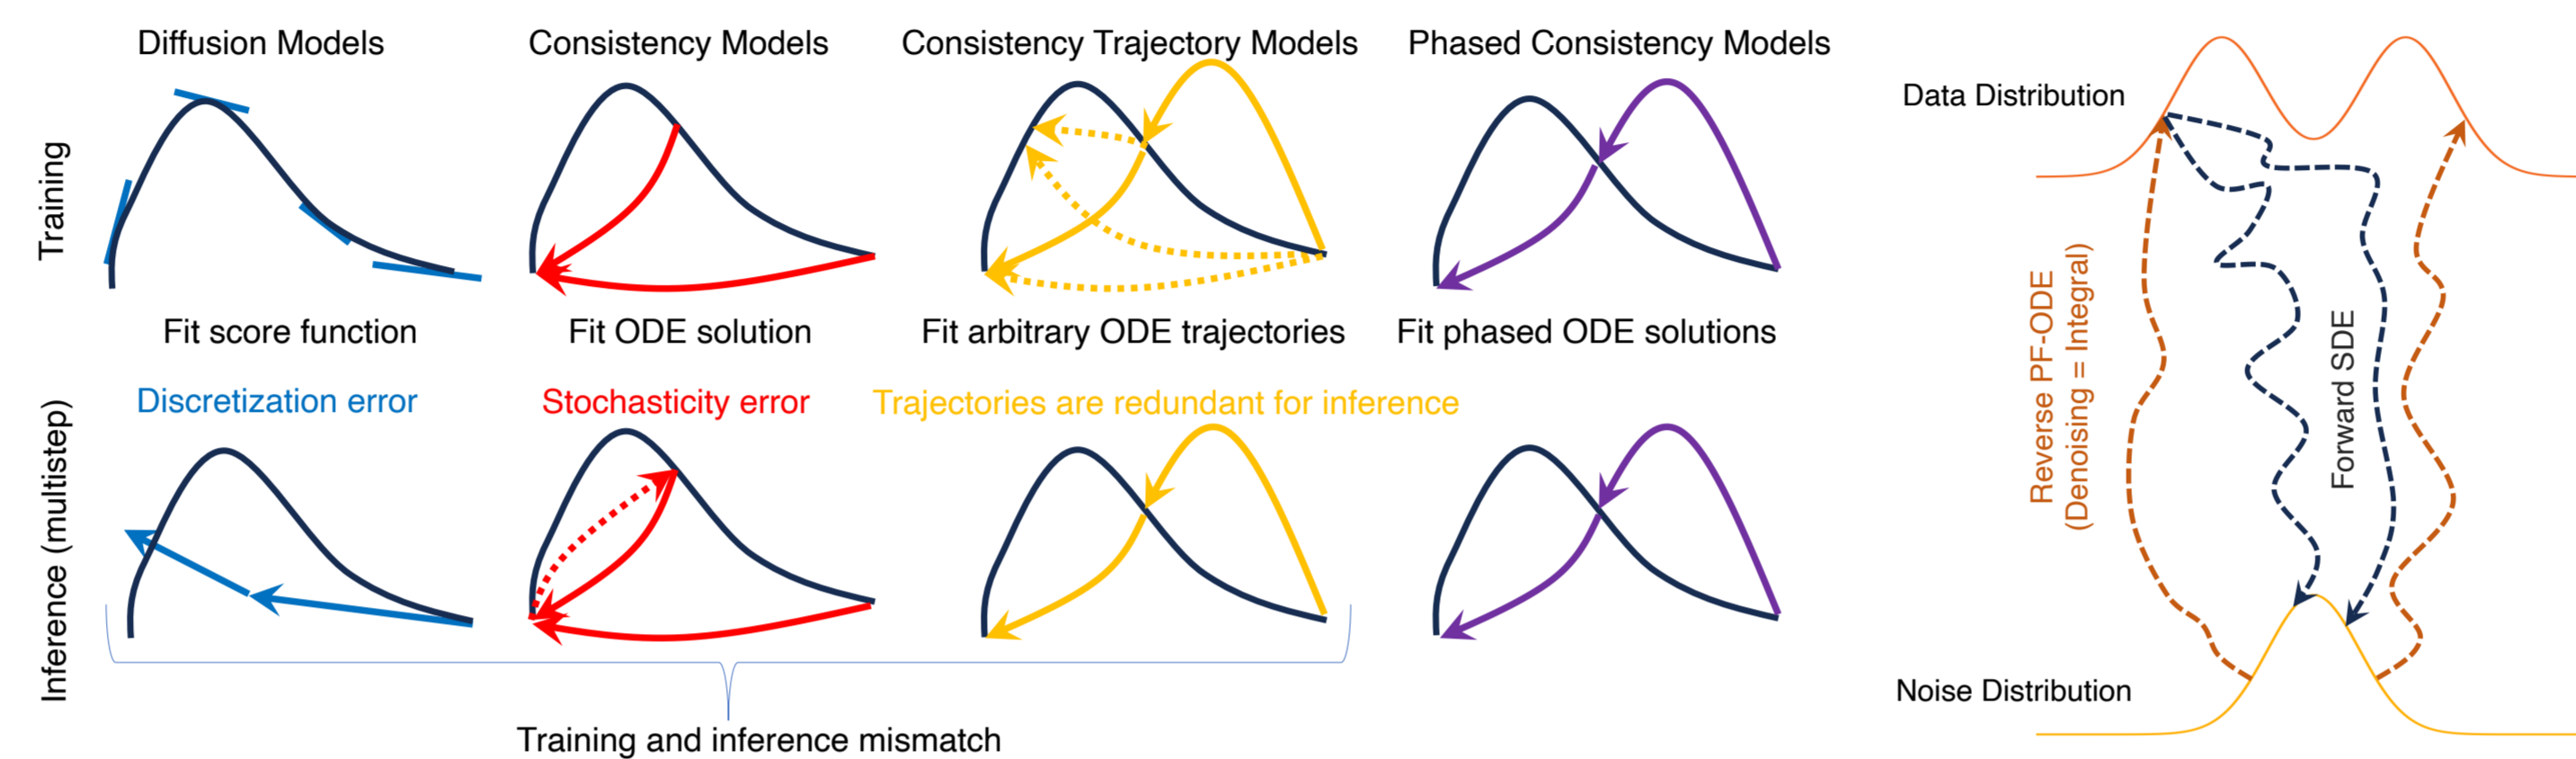 Diffusion Models
Consistency Models
Consistency Trajectory Models
Phased Consistency Models
Training
Fit score function
Fit ODE solution
Fit arbitrary ODE trajectories
Fit phased ODE solutions
Discretization error
Stochasticity error
Trajectories are redundant for inference
Inference (multistep)
Training and inference mismatch
Data Distribution
Reverse PF-ODE
(Denoising = Integral)
Forward SDE
Noise Distribution